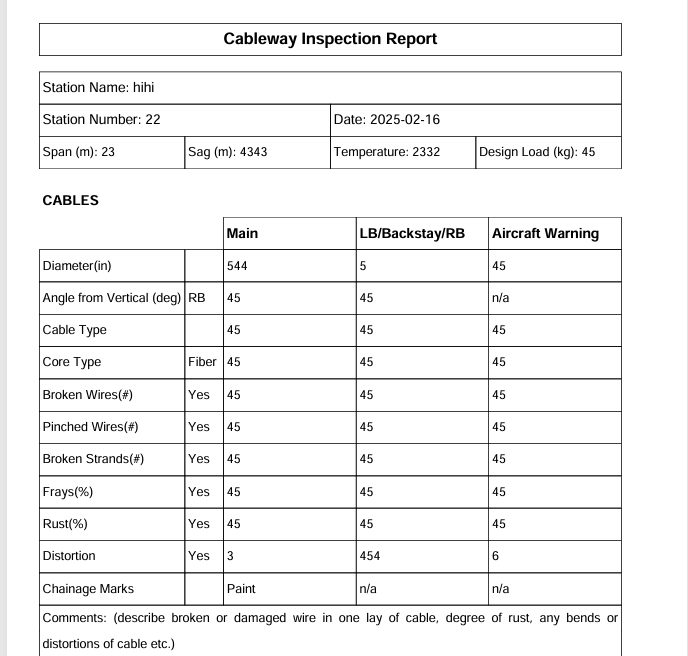 Cableway Inspection Report
Station Name: hihi
Station Number: 22 Date: 2025-02-16
Span (m): 23 Sag (m): 4343 Temperature: 2332 Design Load (kg): 45
CABLES
Main LB/Backstay/RB Aircraft Warning
Diameter(in) 544 5 45
Angle from Vertical (deg) RB 45 45 n/a
Cable Type 45 45 45
Core Type Fiber 45 45 45
Broken Wires(#) Yes 45 45 45
Pinched Wires(#) Yes 45 45 45
Broken Strands(#) Yes 45 45 45
Frays(%) Yes 45 45 45
Rust(%) Yes 45 45 45
Distortion Yes 3 454 6
Chainage Marks Paint n/a n/a
Comments: (describe broken or damaged wire in one lay of cable, degree of rust, any bends or
distortions of cable etc.)